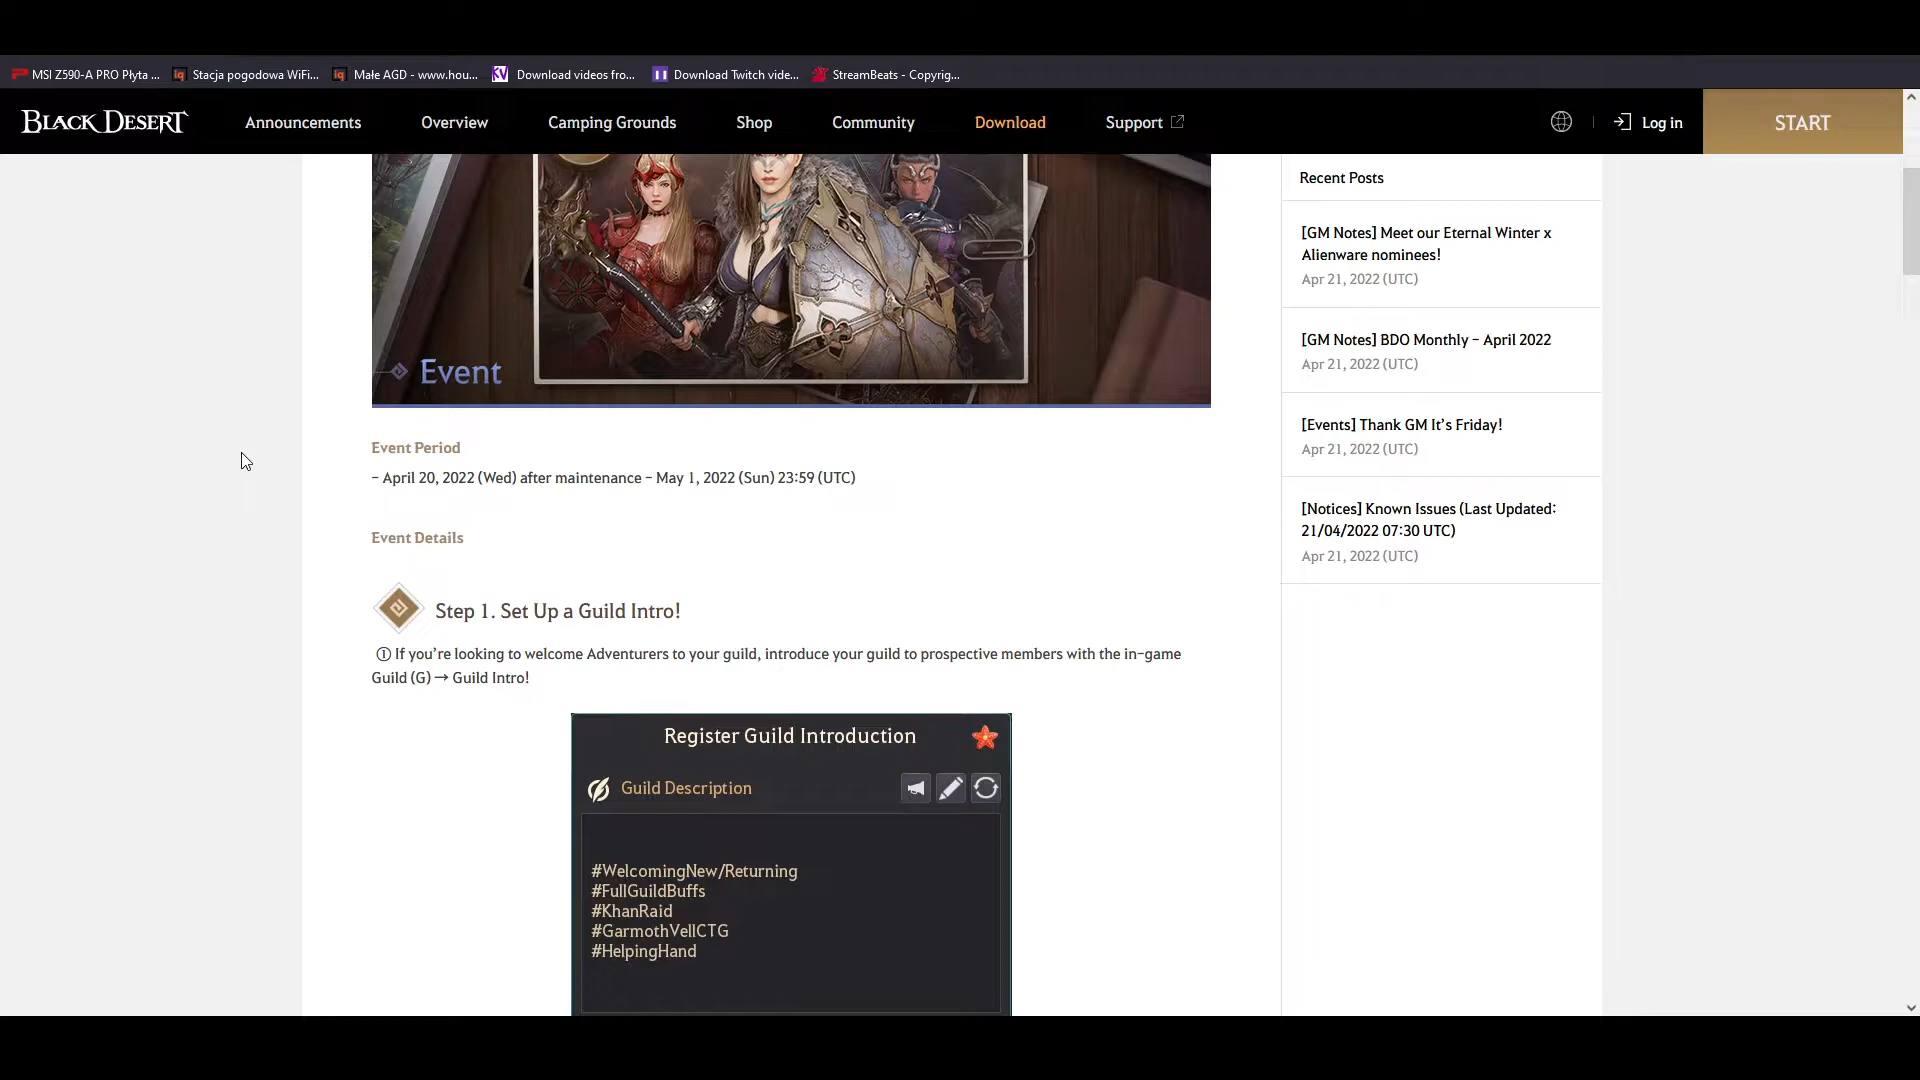 MSI Z590-A PRO Płyta ...
Stacja pogodowa WiFi...
Małe AGD - www.hou...
Download videos fro...
Download Twitch vide...
StreamBeats - Copyrig...
BLACK DESERT
Announcements
Overview
Camping Grounds
Shop
Community
Download
Support
Log in
START
Event
Event Period
- April 20, 2022 (Wed) after maintenance - May 1, 2022 (Sun) 23:59 (UTC)
Event Details
Step 1. Set Up a Guild Intro!
① If you're looking to welcome Adventurers to your guild, introduce your guild to prospective members with the in-game
Guild (G) → Guild Intro!
Register Guild Introduction
Guild Description
#WelcomingNew/Returning
#FullGuildBuffs
#KhanRaid
#GarmothVellCTG
#HelpingHand
Recent Posts
[GM Notes] Meet our Eternal Winter x
Alienware nominees!
Apr 21, 2022 (UTC)
[GM Notes] BDO Monthly - April 2022
Apr 21, 2022 (UTC)
[Events] Thank GM It's Friday!
Apr 21, 2022 (UTC)
[Notices] Known Issues (Last Updated:
21/04/2022 07:30 UTC)
Apr 21, 2022 (UTC)